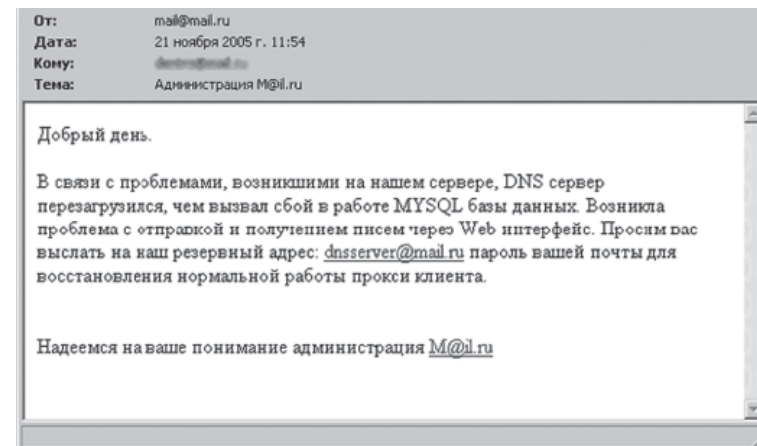 От: mail@mail.ru
Дата: 21 ноября 2005 г. 11:54
Кому:
Тема: Администрация M@il.ru
Добрый день.
В связи с проблемами, возникшими на нашем сервере, DNS сервер
перезагрузился, чем вызвал сбой в работе MYSQL базы данных. Возникла
проблема с отправкой и получением писем через Web интерфейс. Просим вас
выслать на наш резервный адрес: dnsserver@mail.ru пароль вашей почты для
восстановления нормальной работы прокси клиента.
Надеемся на ваше понимание администрация M@il.ru